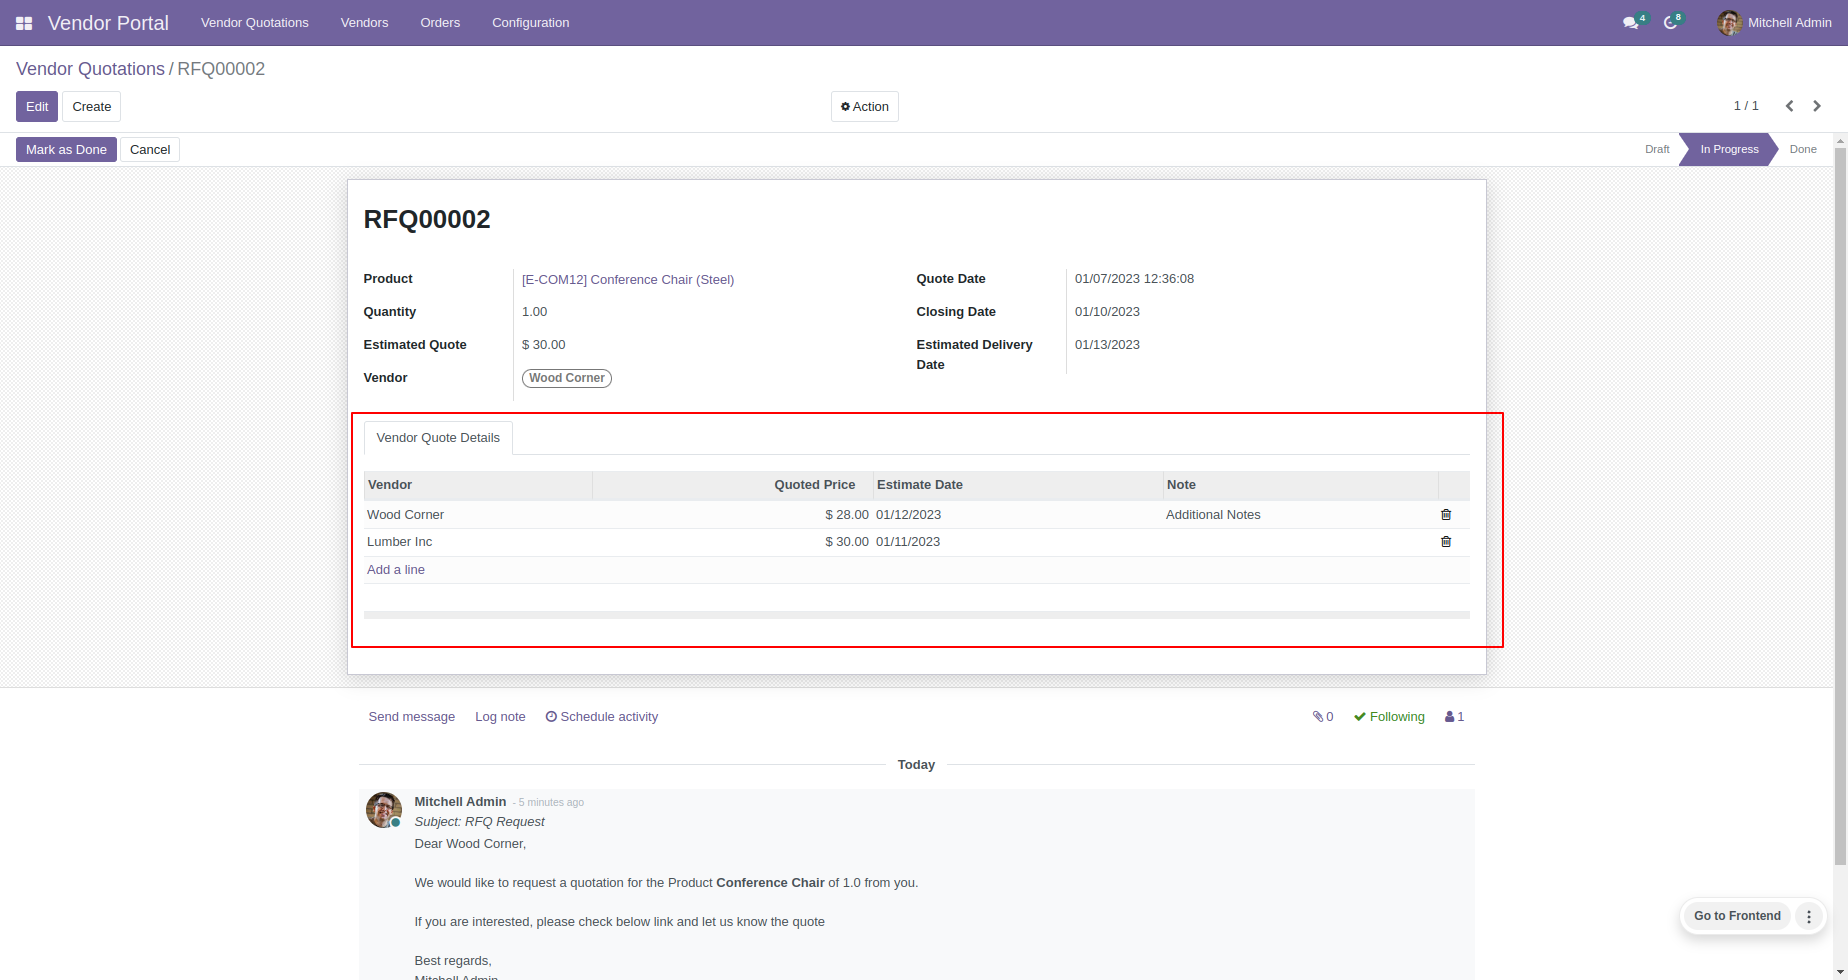 Vendor Portal Vendor Quotations Vendors Orders Configuration 4 8 Mitchell Admin
Vendor Quotations / RFQ00002
Edit Create Action 1 / 1
Mark as Done Cancel Draft In Progress Done
RFQ00002
Product [E-COM12] Conference Chair (Steel) Quote Date 01/07/2023 12:36:08
Quantity 1.00 Closing Date 01/10/2023
Estimated Quote $ 30.00 Estimated Delivery Date 01/13/2023
Vendor Wood Corner
Vendor Quote Details
Vendor Quoted Price Estimate Date Note
Wood Corner $ 28.00 01/12/2023 Additional Notes
Lumber Inc $ 30.00 01/11/2023
Add a line
Send message Log note Schedule activity 0 Following 1
Today
Mitchell Admin - 5 minutes ago
Subject: RFQ Request
Dear Wood Corner,
We would like to request a quotation for the Product Conference Chair of 1.0 from you.
If you are interested, please check below link and let us know the quote
Go to Frontend
Best regards,
Mitchell Admin